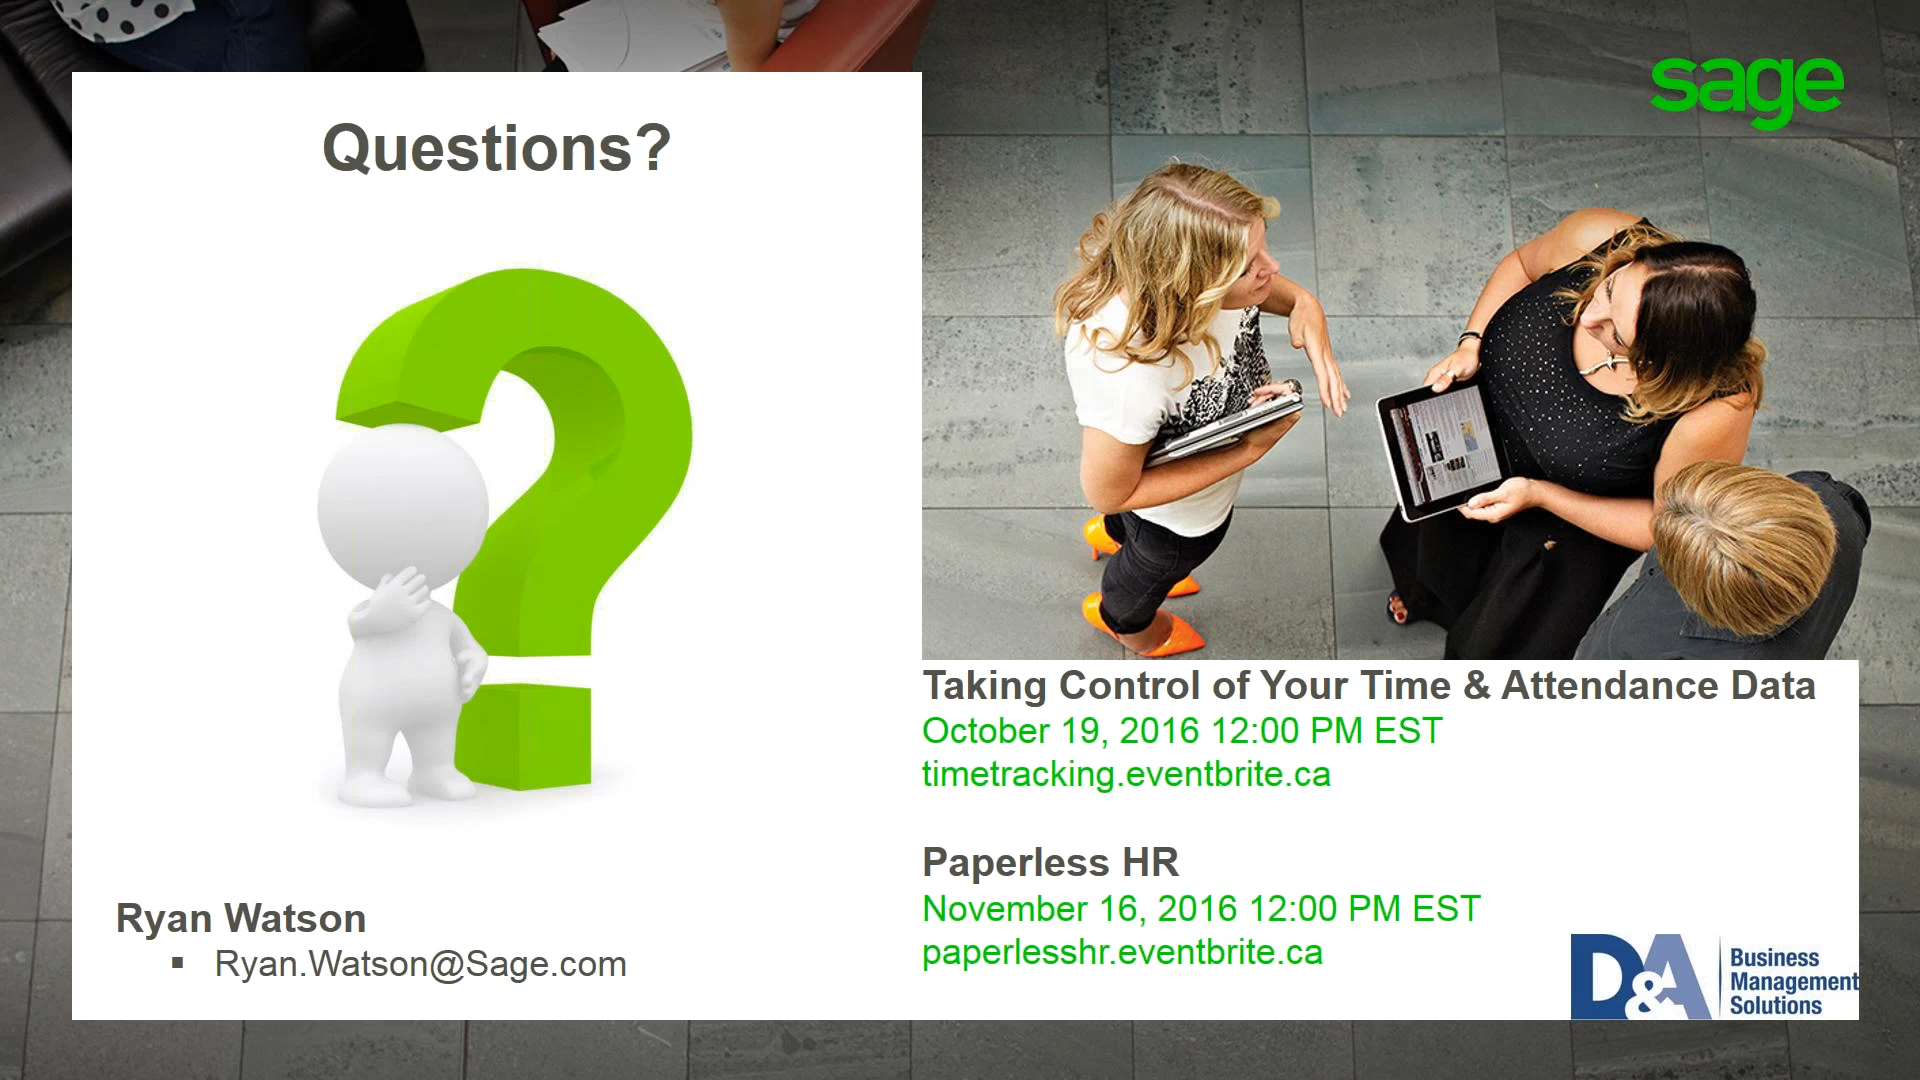 sage
Questions?
Ryan Watson
▪ Ryan.Watson@Sage.com
Taking Control of Your Time & Attendance Data
October 19, 2016 12:00 PM EST
timetracking.eventbrite.ca
Paperless HR
November 16, 2016 12:00 PM EST
paperlesshr.eventbrite.ca
D&A
Business
Management
Solutions